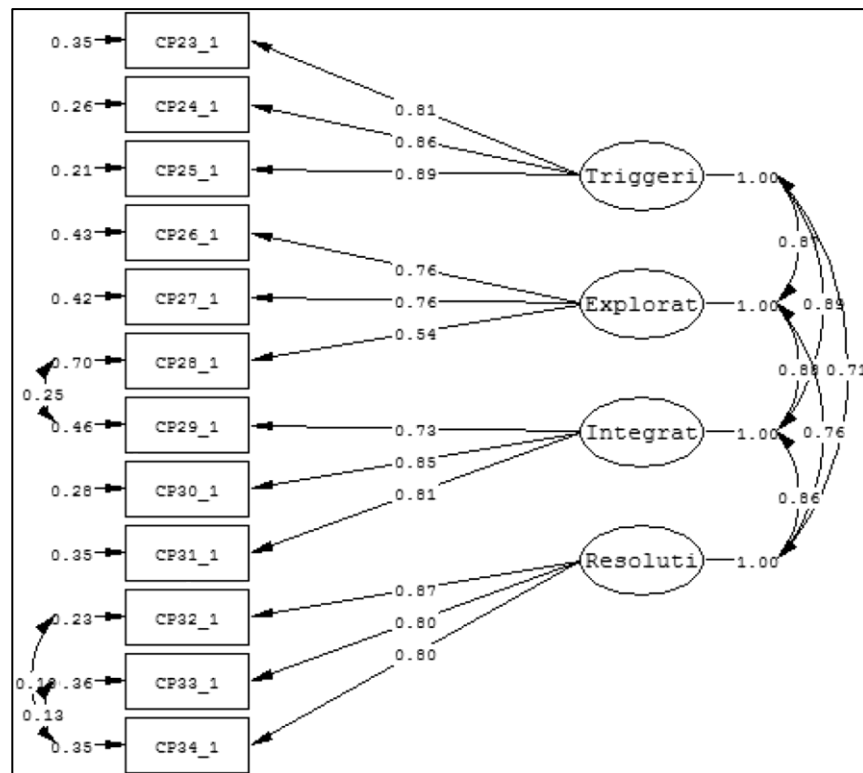 0.35 CP23_1
0.26 CP24_1
0.21 CP25_1
0.43 CP26_1
0.42 CP27_1
0.70 CP28_1
0.25
0.46 CP29_1
0.28 CP30_1
0.35 CP31_1
0.23 CP32_1
0.36 CP33_1
0.13
0.35 CP34_1
0.81
0.86
0.89
0.76
0.76
0.54
0.73
0.85
0.81
0.87
0.80
0.80
Triggeri 1.00
Explorat 1.00
Integrat 1.00
Resoluti 1.00
0.89
0.71
0.76
0.86